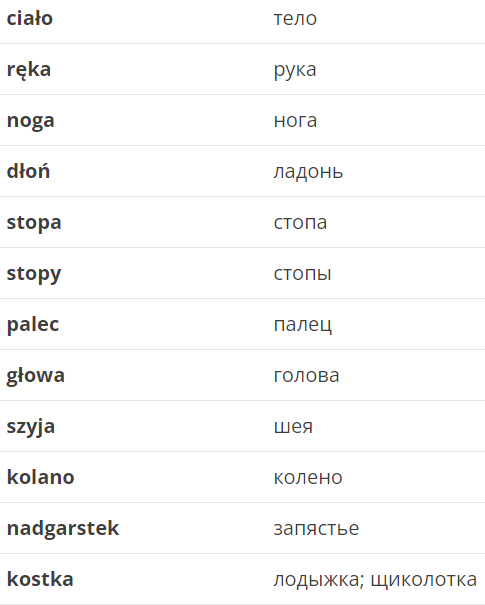 ciało тело
ręka рука
noga нога
dłoń ладонь
stopa стопа
stopy стопы
palec палец
głowa голова
szyja шея
kolano колено
nadgarstek запястье
kostka лодыжка; щиколотка